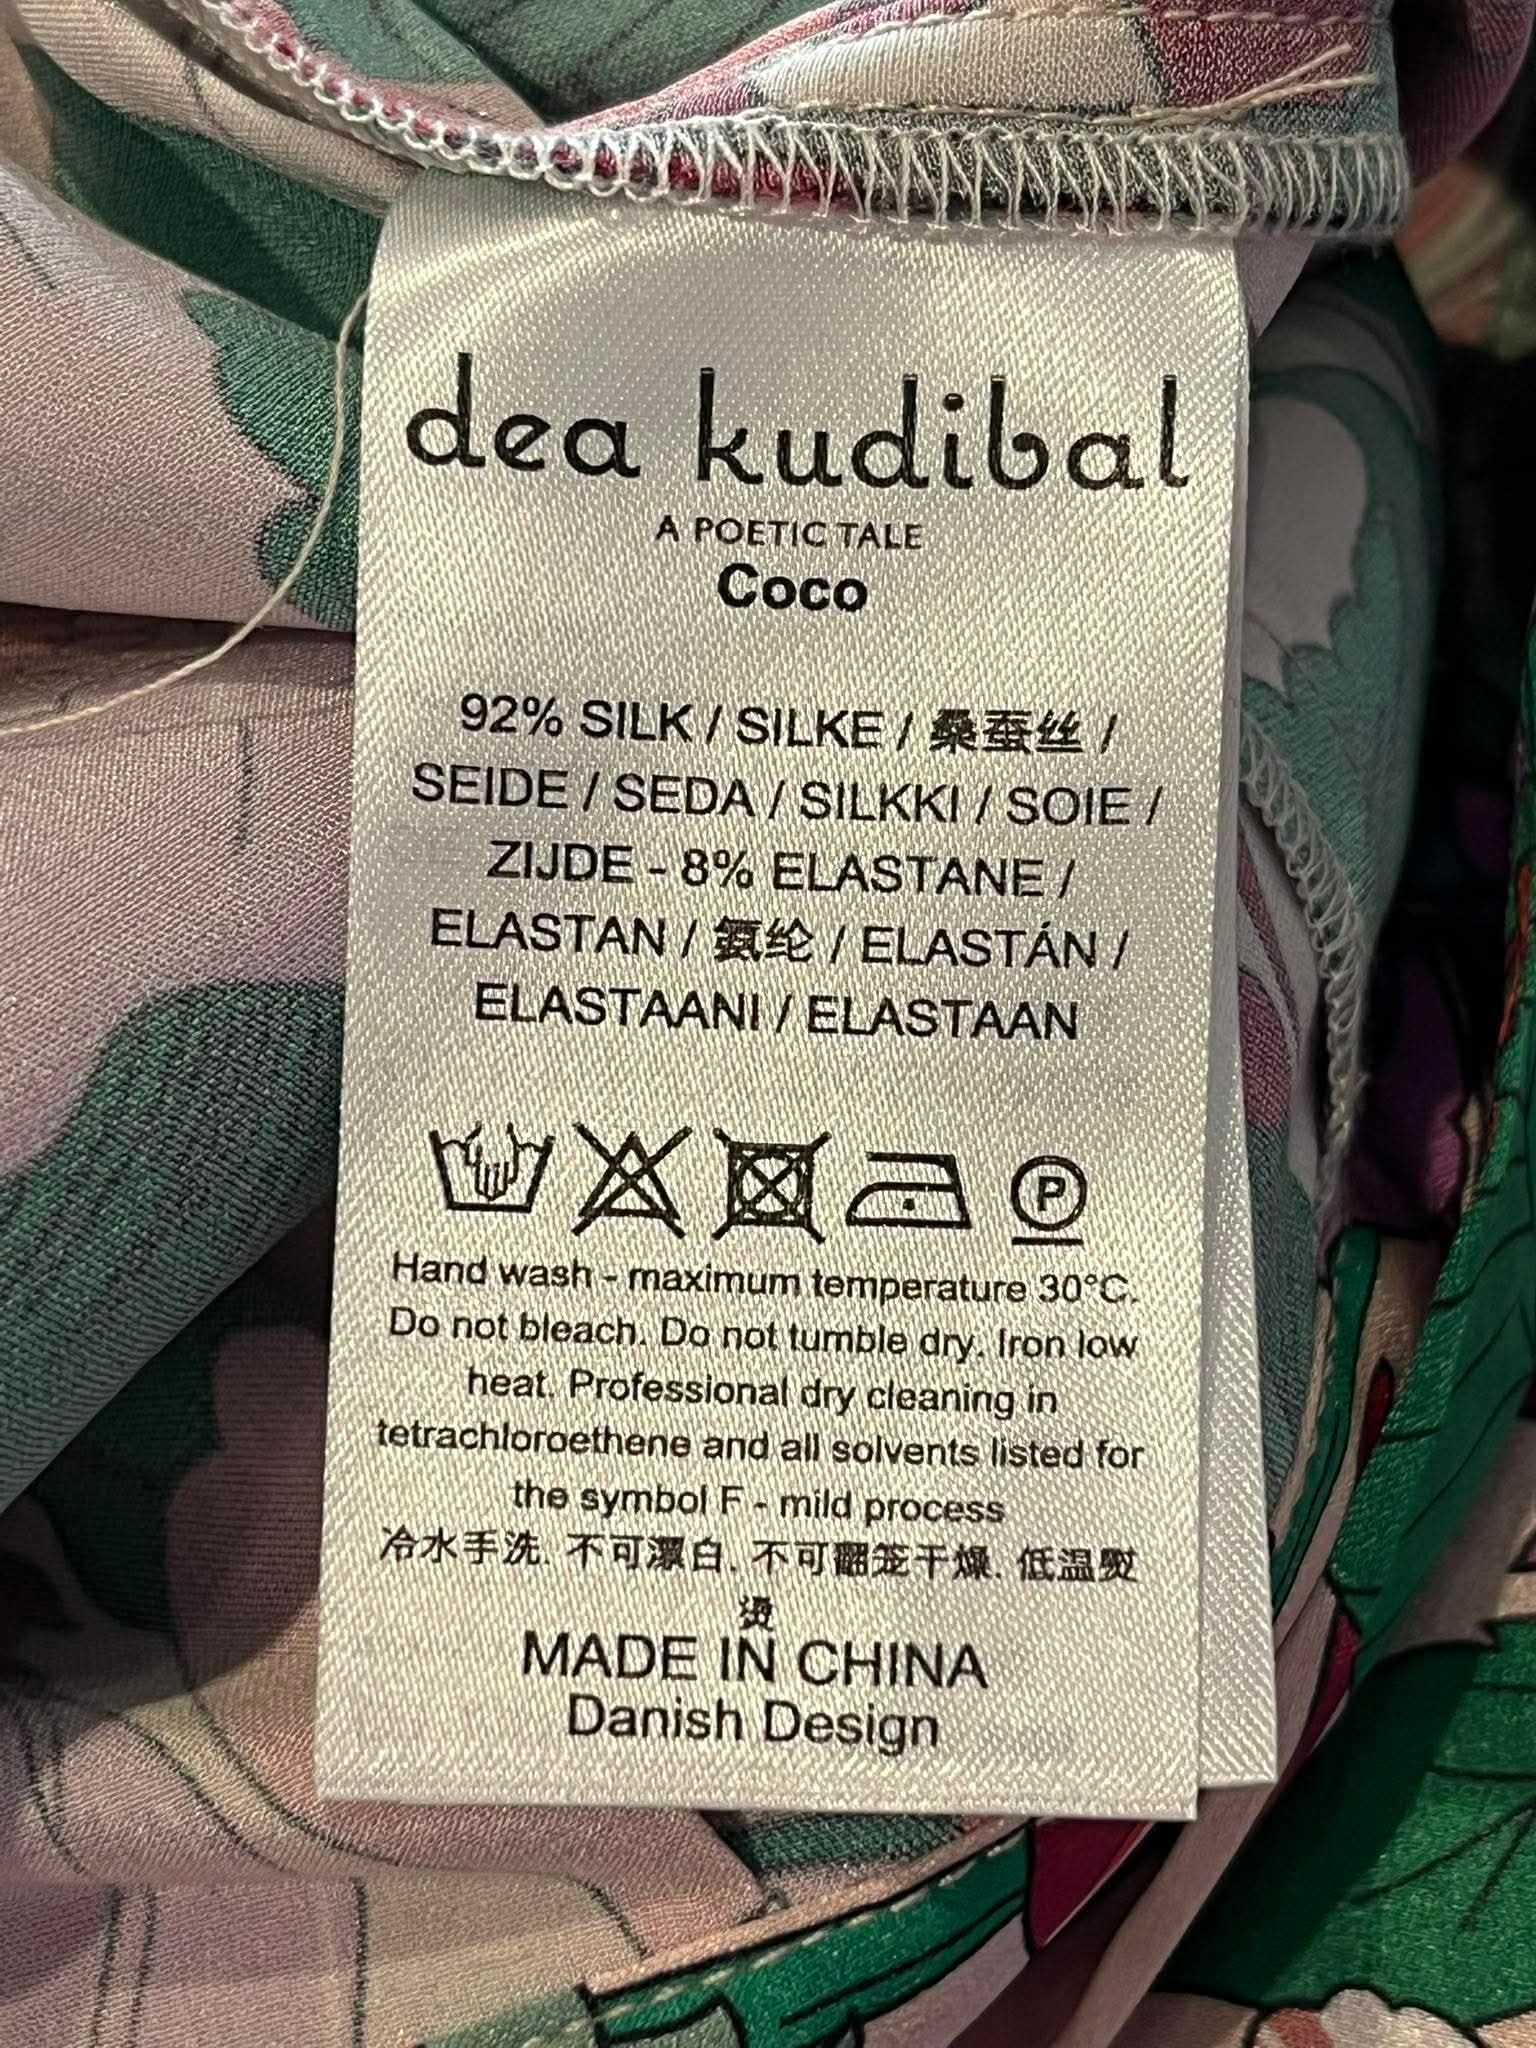 dea kudibal
A POETIC TALE
Coco
92% SILK / SILKE / 桑蚕丝 /
SEIDE / SEDA / SILKKI / SOIE /
ZIJDE - 8% ELASTANE /
ELASTAN / 氨纶 / ELASTÁN /
ELASTAANI / ELASTAAN
P
Hand wash - maximum temperature 30°C.
Do not bleach. Do not tumble dry. Iron low
heat. Professional dry cleaning in
tetrachloroethene and all solvents listed for
the symbol F - mild process
冷水手洗. 不可漂白. 不可翻笼干燥. 低温熨
烫
MADE IN CHINA
Danish Design